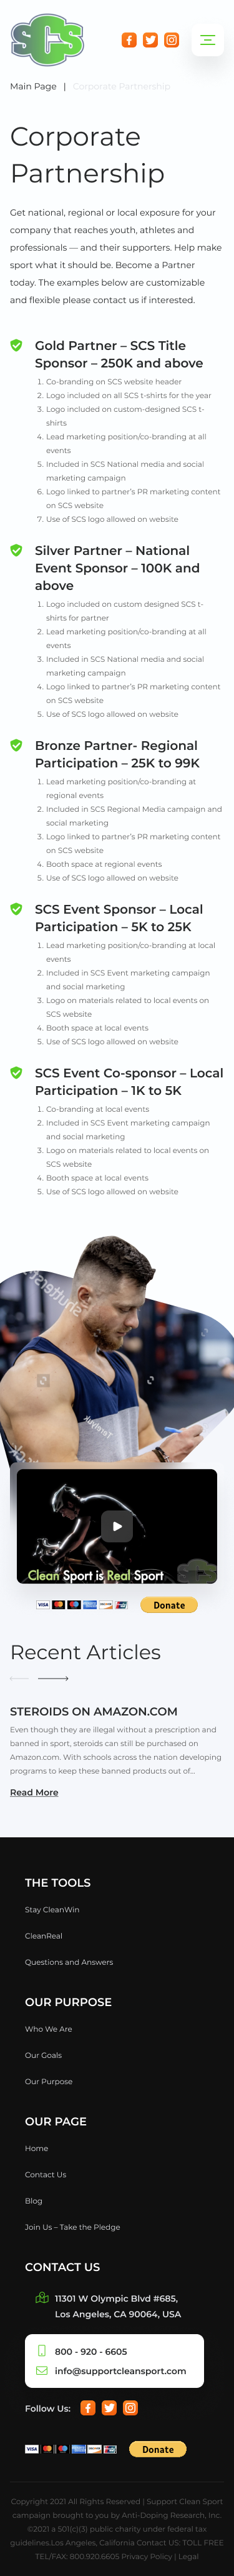 SCS
Main Page | Corporate Partnership
Corporate
Partnership
Get national, regional or local exposure for your
company that reaches youth, athletes and
professionals — and their supporters. Help make
sport what it should be. Become a Partner
today. The examples below are customizable
and flexible please contact us if interested.
Gold Partner – SCS Title
Sponsor – 250K and above
1. Co-branding on SCS website header
2. Logo included on all SCS t-shirts for the year
3. Logo included on custom-designed SCS t-
shirts
4. Lead marketing position/co-branding at all
events
5. Included in SCS National media and social
marketing campaign
6. Logo linked to partner's PR marketing content
on SCS website
7. Use of SCS logo allowed on website
Silver Partner – National
Event Sponsor – 100K and
above
1. Logo included on custom designed SCS t-
shirts for partner
2. Lead marketing position/co-branding at all
events
3. Included in SCS National media and social
marketing campaign
4. Logo linked to partner's PR marketing content
on SCS website
5. Use of SCS logo allowed on website
Bronze Partner- Regional
Participation – 25K to 99K
1. Lead marketing position/co-branding at
regional events
2. Included in SCS Regional Media campaign and
social marketing
3. Logo linked to partner's PR marketing content
on SCS website
4. Booth space at regional events
5. Use of SCS logo allowed on website
SCS Event Sponsor – Local
Participation – 5K to 25K
1. Lead marketing position/co-branding at local
events
2. Included in SCS Event marketing campaign
and social marketing
3. Logo on materials related to local events on
SCS website
4. Booth space at local events
5. Use of SCS logo allowed on website
SCS Event Co-sponsor – Local
Participation – 1K to 5K
1. Co-branding at local events
2. Included in SCS Event marketing campaign
and social marketing
3. Logo on materials related to local events on
SCS website
4. Booth space at local events
5. Use of SCS logo allowed on website
shutterstock
Clean Sport is Real Sport
VISA Donate
Recent Articles
STEROIDS ON AMAZON.COM
Even though they are illegal without a prescription and
banned in sport, steroids can still be purchased on
Amazon.com. With schools across the nation developing
programs to keep these banned products out of...
Read More
THE TOOLS
Stay CleanWin
CleanReal
Questions and Answers
OUR PURPOSE
Who We Are
Our Goals
Our Purpose
OUR PAGE
Home
Contact Us
Blog
Join Us – Take the Pledge
CONTACT US
11301 W Olympic Blvd #685,
Los Angeles, CA 90064, USA
800 - 920 - 6605
info@supportcleansport.com
Follow Us:
VISA Donate
Copyright 2021 All Rights Reserved | Support Clean Sport
campaign brought to you by Anti-Doping Research, Inc.
©2021 a 501(c)(3) public charity under federal tax
guidelines.Los Angeles, California Contact US: TOLL FREE
TEL/FAX: 800.920.6605 Privacy Policy | Legal